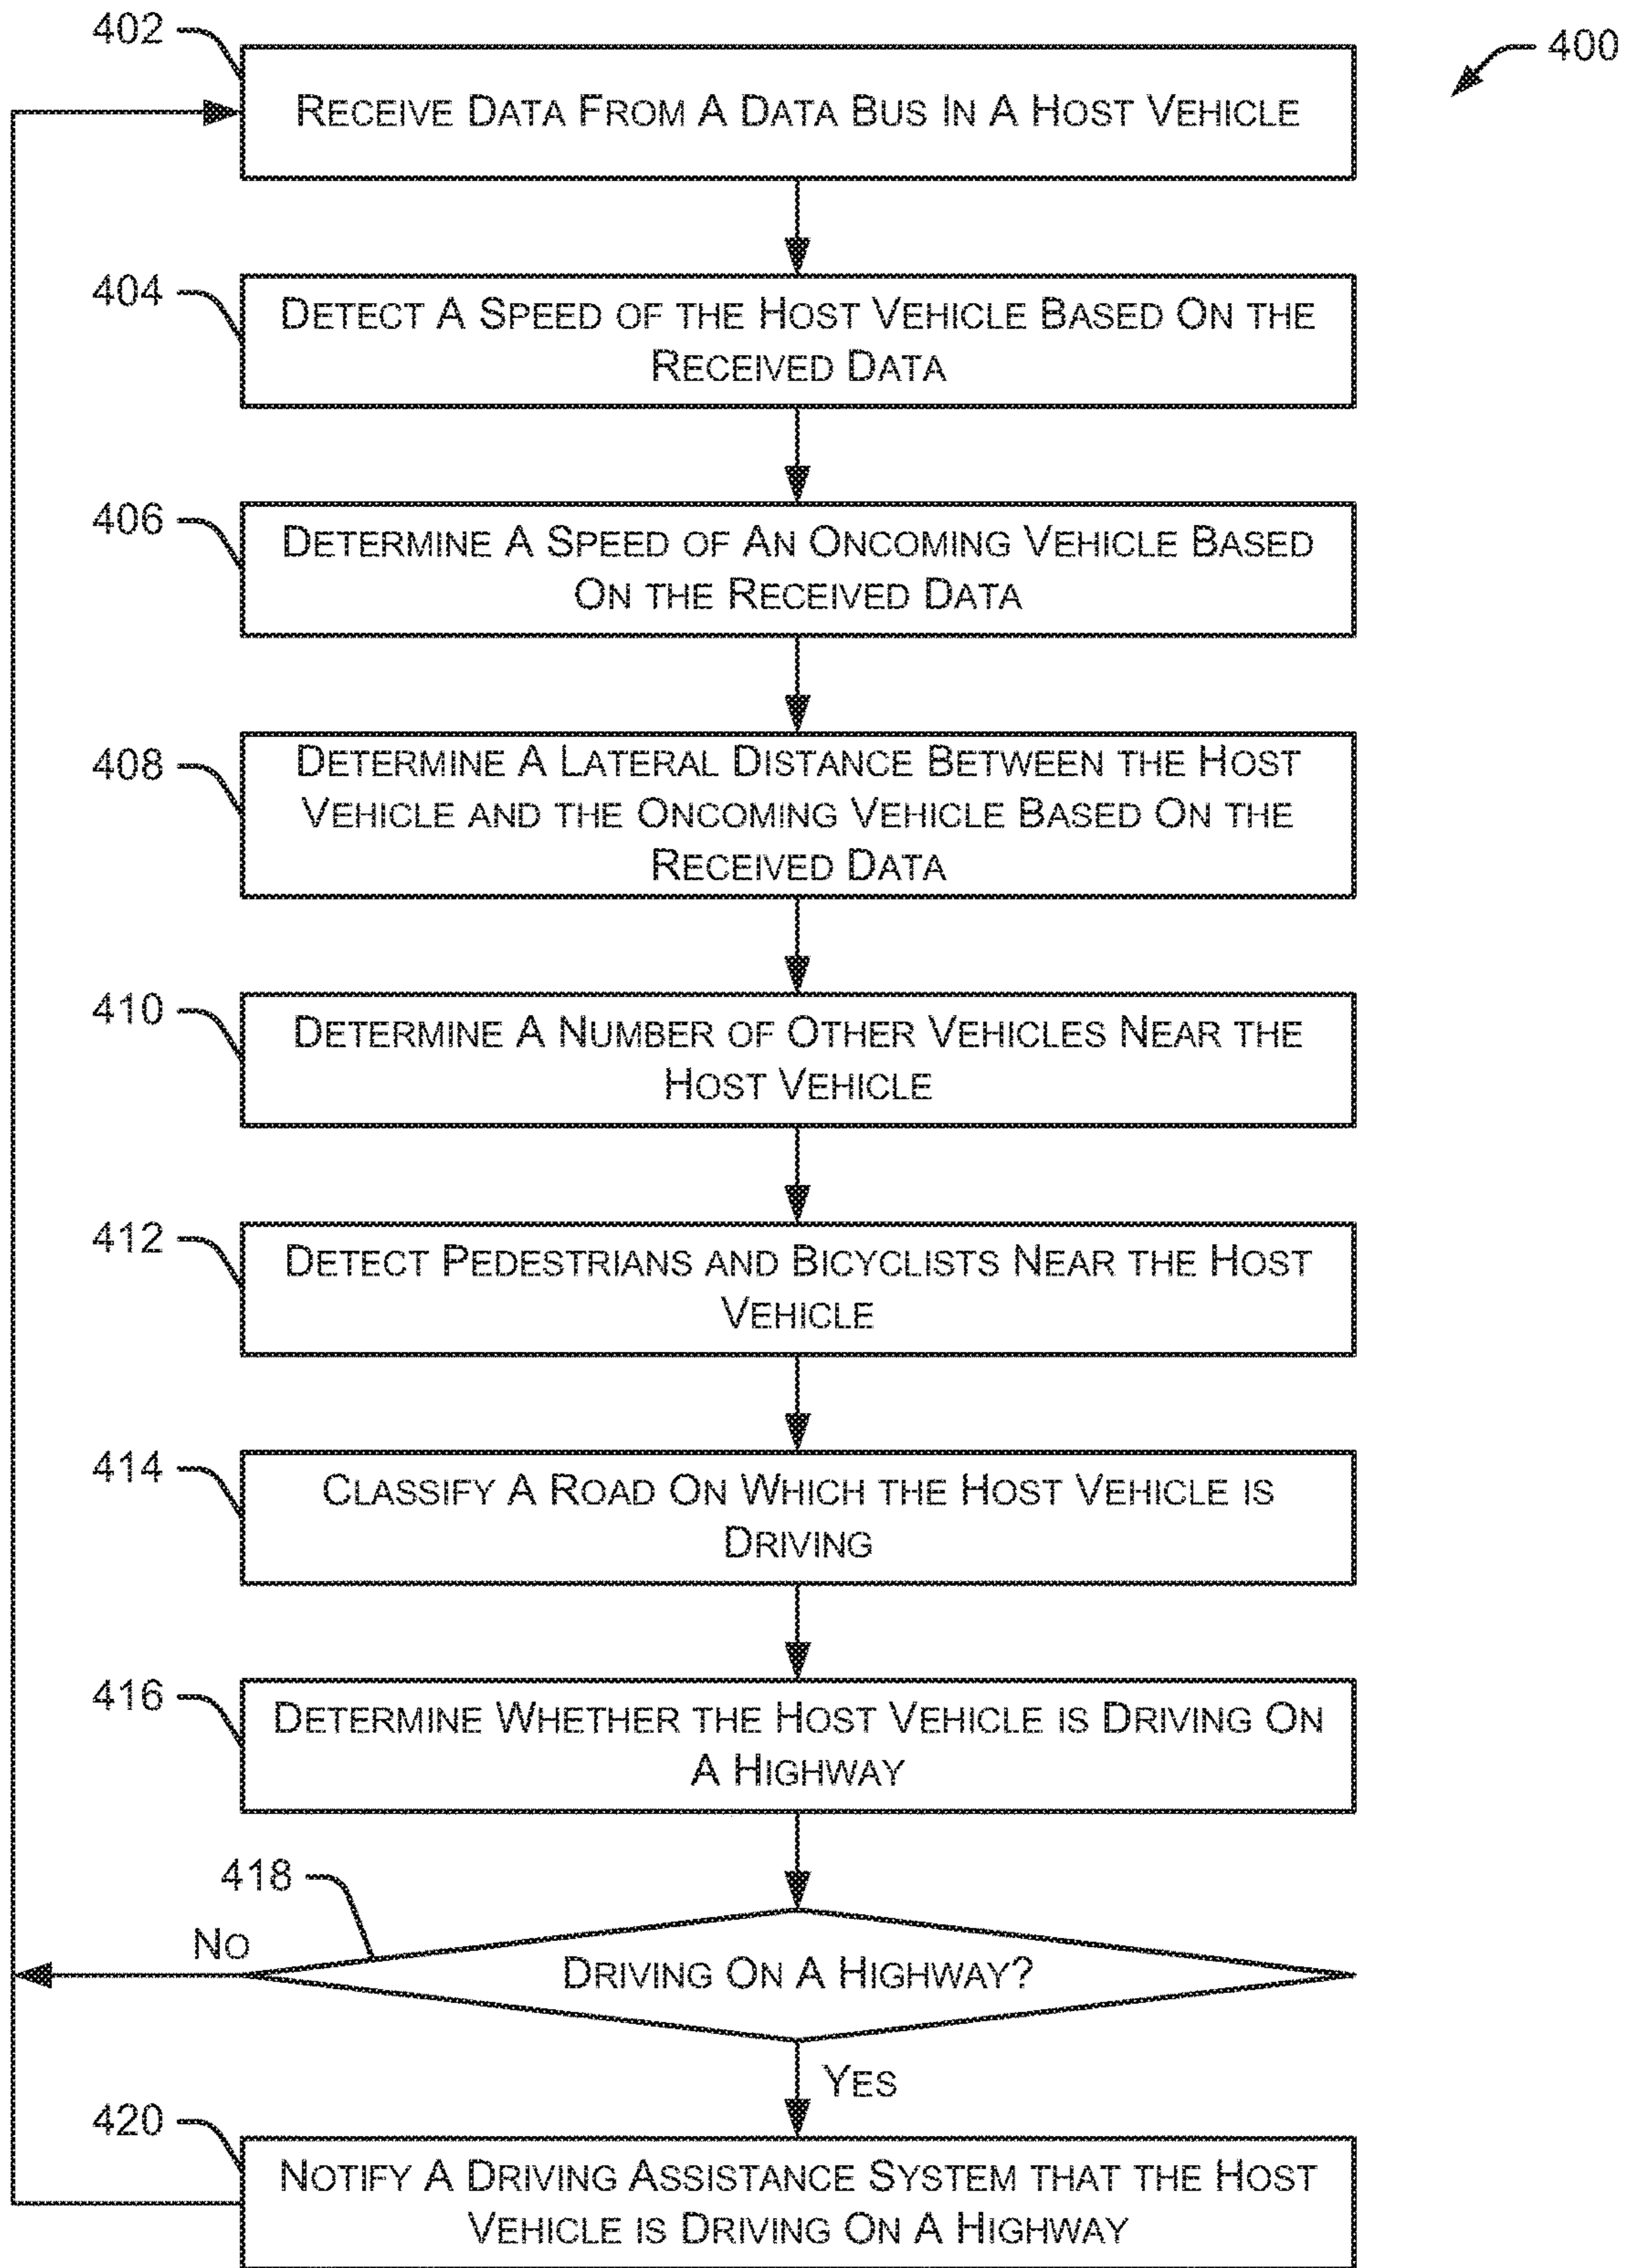 402
400
RECEIVE DATA FROM A DATA BUS IN A HOST VEHICLE
404
DETECT A SPEED OF THE HOST VEHICLE BASED ON THE
RECEIVED DATA
406
DETERMINE A SPEED OF AN ONCOMING VEHICLE BASED
ON THE RECEIVED DATA
408
DETERMINE A LATERAL DISTANCE BETWEEN THE HOST
VEHICLE AND THE ONCOMING VEHICLE BASED ON THE
RECEIVED DATA
410
DETERMINE A NUMBER OF OTHER VEHICLES NEAR THE
HOST VEHICLE
412
DETECT PEDESTRIANS AND BICYCLISTS NEAR THE HOST
VEHICLE
414
CLASSIFY A ROAD ON WHICH THE HOST VEHICLE IS
DRIVING
416
DETERMINE WHETHER THE HOST VEHICLE IS DRIVING ON
A HIGHWAY
418
NO
DRIVING ON A HIGHWAY?
YES
420
NOTIFY A DRIVING ASSISTANCE SYSTEM THAT THE HOST
VEHICLE IS DRIVING ON A HIGHWAY